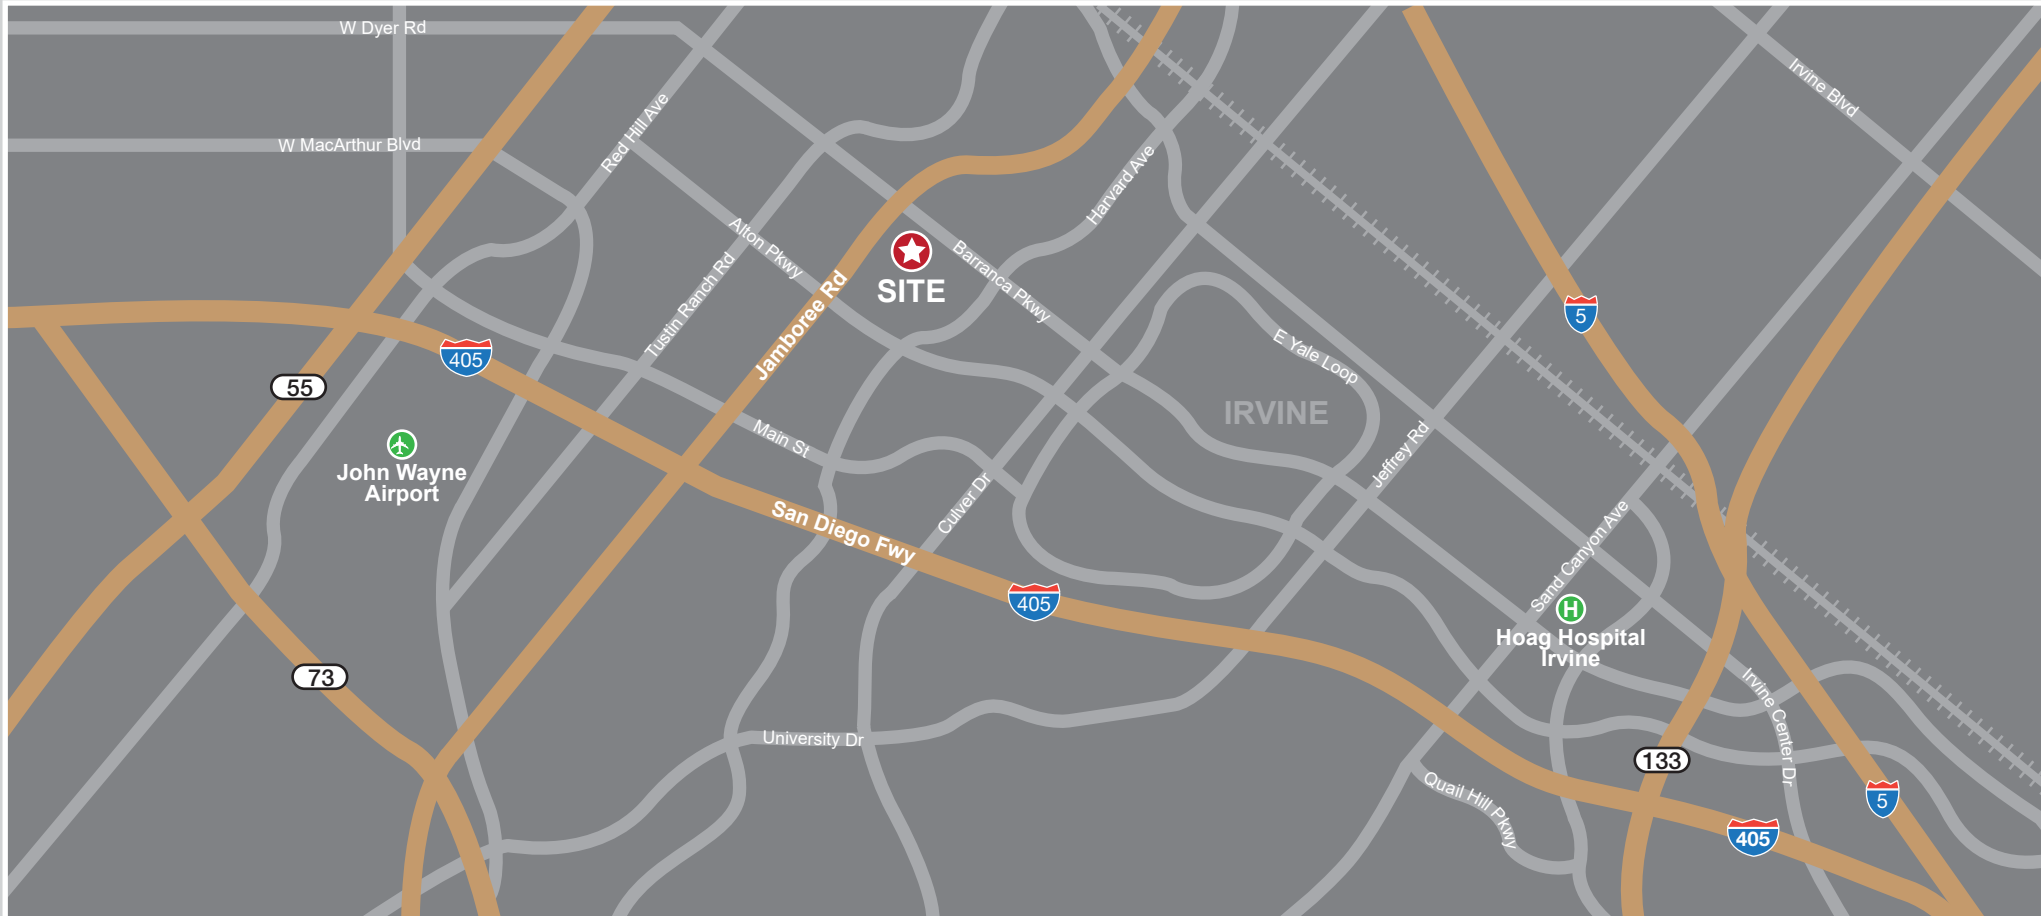 W Dyer Rd
W MacArthur Blvd
Red Hill Ave
Irvine Blvd
Harvard Ave
Alton Pkwy
Barranca Pkwy
Tustin Ranch Rd
Jamboree Rd
SITE
5
405
55
E Yale Loop
IRVINE
John Wayne
Airport
Main St
Jeffrey Rd
Culver Dr
San Diego Fwy
Sand Canyon Ave
405
H
Hoag Hospital
Irvine
73
University Dr
Irvine Center Dr
133
Quail Hill Pkwy
5
405